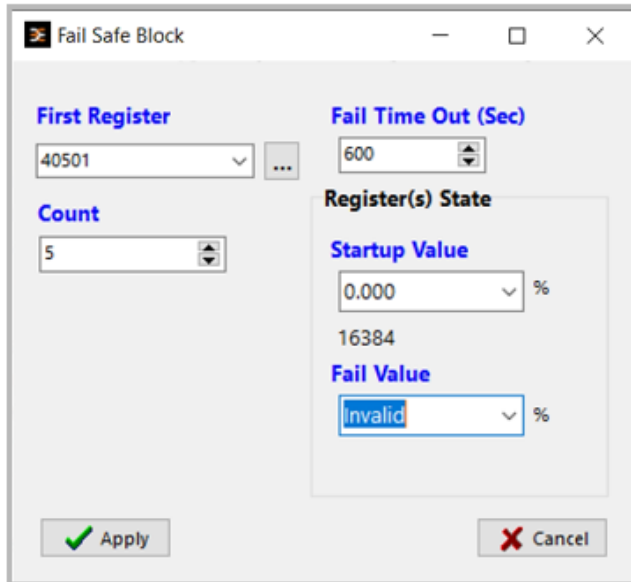 Fail Safe Block
First Register
40501
...
Count
5
Fail Time Out (Sec)
600
Register(s) State
Startup Value
0.000 %
16384
Fail Value
Invalid %
Apply
Cancel